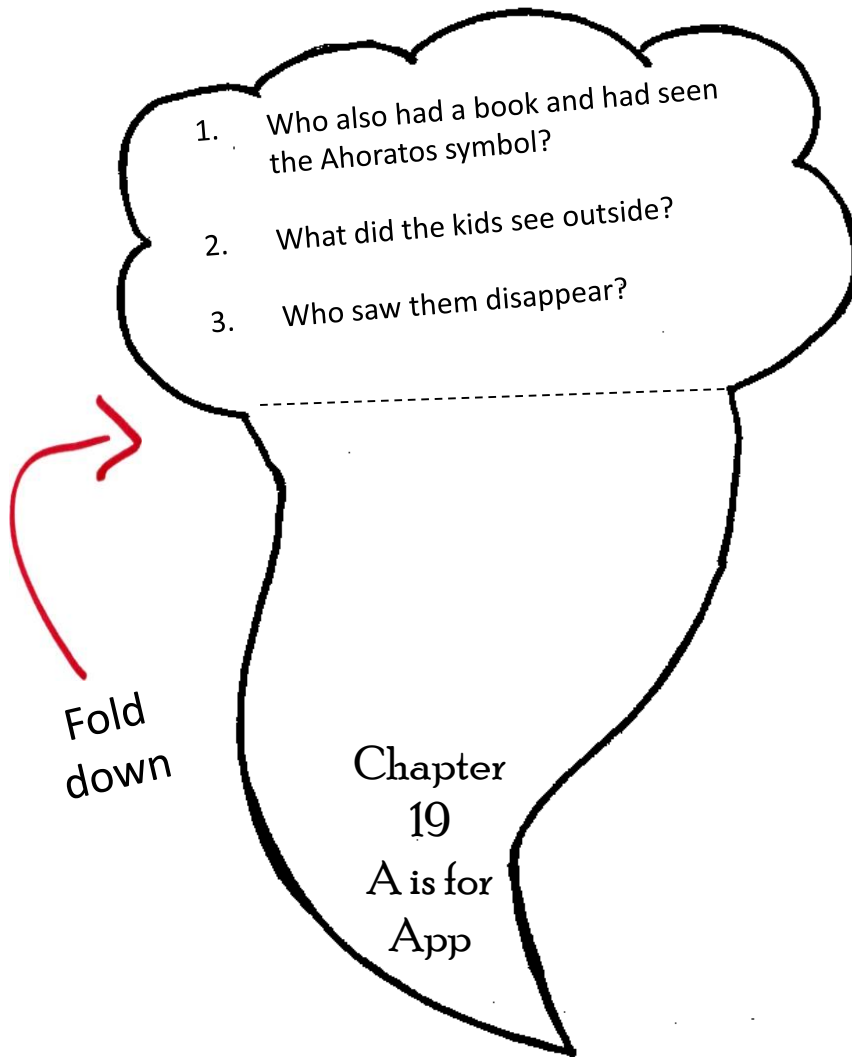 1. Who also had a book and had seen
the Ahoratos symbol?
2. What did the kids see outside?
3. Who saw them disappear?
Fold
down
Chapter
19
A is for
App